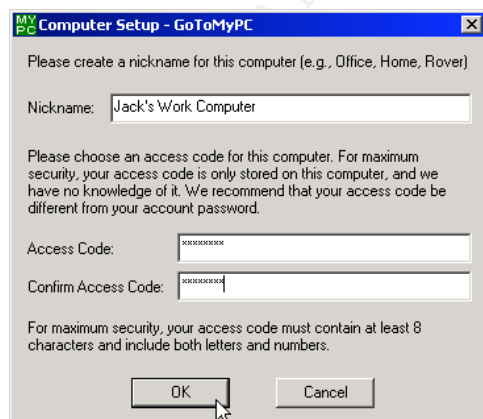 MY
PC Computer Setup - GoToMyPC
Please create a nickname for this computer (e.g., Office, Home, Rover)
Nickname: Jack's Work Computer
Please choose an access code for this computer. For maximum
security, your access code is only stored on this computer, and we
have no knowledge of it. We recommend that your access code be
different from your account password.
Access Code: ********
Confirm Access Code: ********
For maximum security, your access code must contain at least 8
characters and include both letters and numbers.
OK Cancel